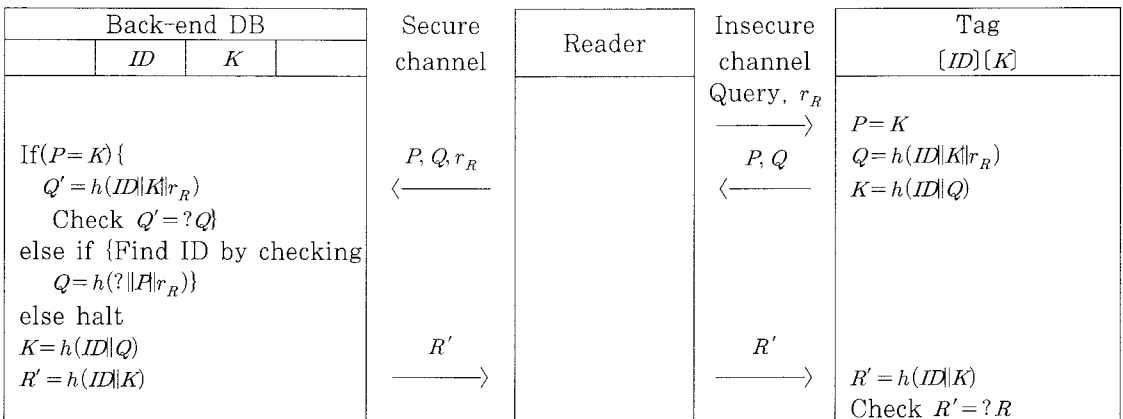 Back-end DB
ID K
Secure channel
Reader
Insecure channel
Query, r_R
Tag
[ID][K]
If(P=K){
Q′=h(ID||K||r_R)
Check Q′=?Q}
else if {Find ID by checking
Q=h(?||P||r_R)}
else halt
K=h(ID||Q)
R′=h(ID||K)
P, Q, r_R
R′
P, Q
R′
P=K
Q=h(ID||K||r_R)
K=h(ID||Q)
R′=h(ID||K)
Check R′=?R